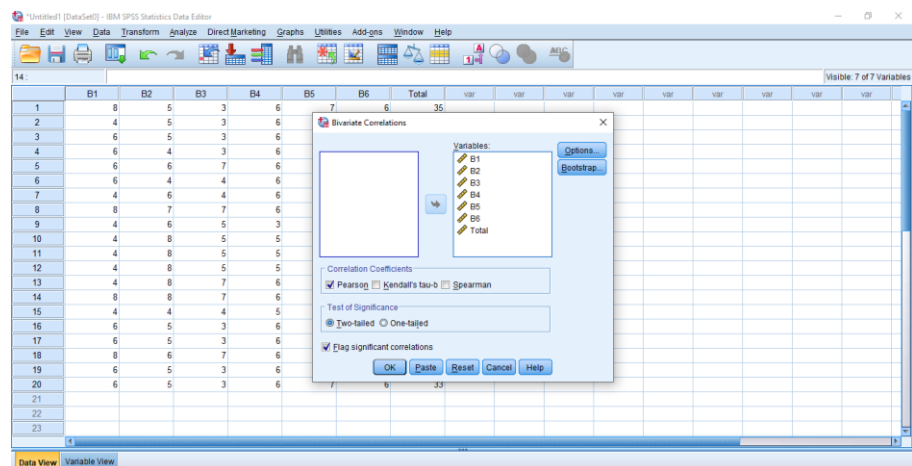 *Untitled1 [DataSet0] - IBM SPSS Statistics Data Editor
File Edit View Data Transform Analyze Direct Marketing Graphs Utilities Add-ons Window Help
14 : Visible: 7 of 7 Variables
B1 B2 B3 B4 B5 B6 Total var var var var var var var var
1 8 5 3 6 7 6 35
2 4 5 3 6
3 6 5 3 6
4 6 4 3 6
5 6 6 7 6
6 6 4 4 6
7 4 6 4 6
8 8 7 7 6
9 4 6 5 3
10 4 8 5 5
11 4 8 5 5
12 4 8 5 5
13 4 8 7 6
14 8 8 7 6
15 4 4 4 5
16 6 5 3 6
17 6 5 3 6
18 8 6 7 6
19 6 5 3 6
20 6 5 3 6 7 6 33
21
22
23
Bivariate Correlations
Variables:
B1
B2
B3
B4
B5
B6
Total
Options...
Bootstrap...
Correlation Coefficients
Pearson Kendall's tau-b Spearman
Test of Significance
Two-tailed One-tailed
Flag significant correlations
OK Paste Reset Cancel Help
Data View Variable View